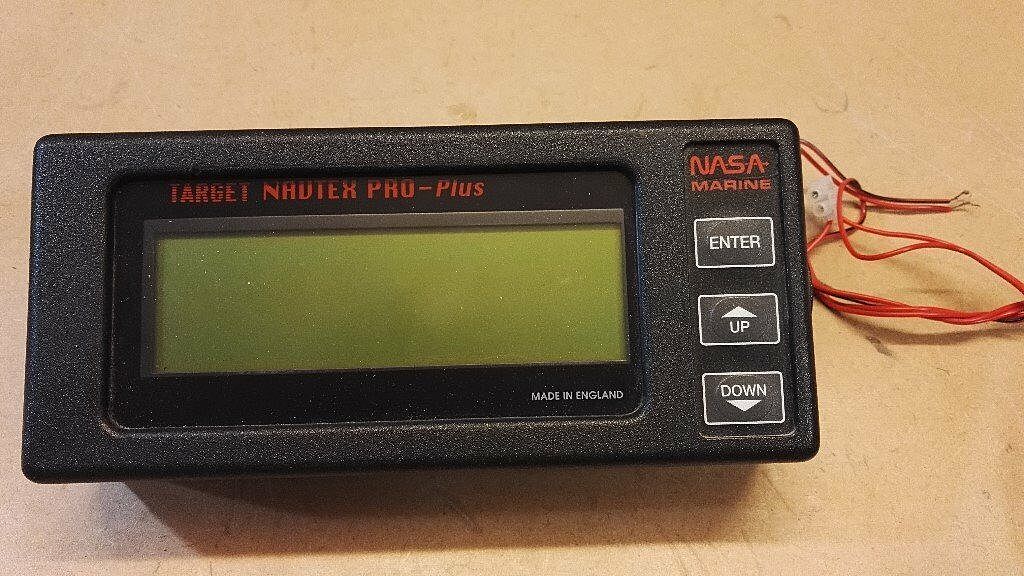 TARGET NAVTEX PRO-Plus
NASA
MARINE
ENTER
UP
DOWN
MADE IN ENGLAND